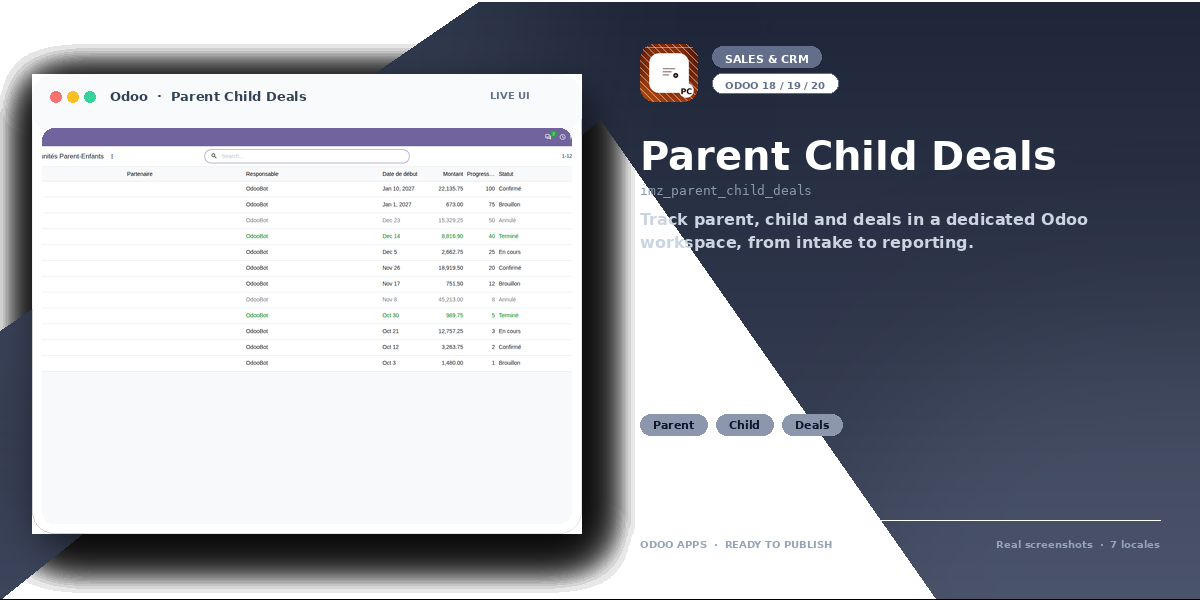 Odoo · Parent Child Deals
LIVE UI
nités Parent-Enfants
Search...
1-12
Partenaire Responsable Date de début Montant Progress... Statut
OdooBot Jan 10, 2027 22,135.75 100 Confirmé
OdooBot Jan 1, 2027 673.00 75 Brouillon
OdooBot Dec 23 15,329.25 50 Annulé
OdooBot Dec 14 8,816.90 40 Terminé
OdooBot Dec 5 2,662.75 25 En cours
OdooBot Nov 26 18,919.50 20 Confirmé
OdooBot Nov 17 751.50 12 Brouillon
OdooBot Nov 8 45,213.00 8 Annulé
OdooBot Oct 30 989.75 5 Terminé
OdooBot Oct 21 12,757.25 3 En cours
OdooBot Oct 12 3,263.75 2 Confirmé
OdooBot Oct 3 1,480.00 1 Brouillon
PC
SALES & CRM
ODOO 18 / 19 / 20
Parent Child Deals
imz_parent_child_deals
Track parent, child and deals in a dedicated Odoo
workspace, from intake to reporting.
Parent
Child
Deals
ODOO APPS · READY TO PUBLISH
Real screenshots · 7 locales